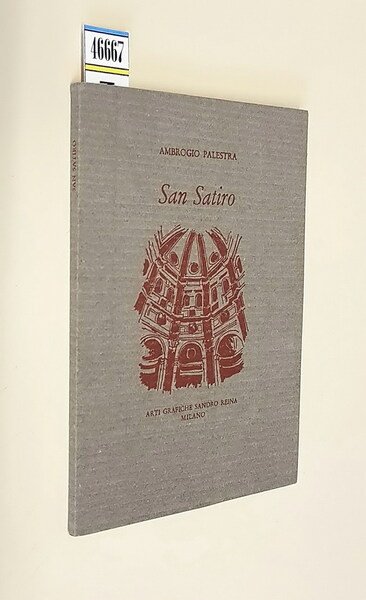 46667
AMBROGIO PALESTRA
San Satiro
ARTI GRAFICHE SANDRO REINA
MILANO
SAN SATIRO